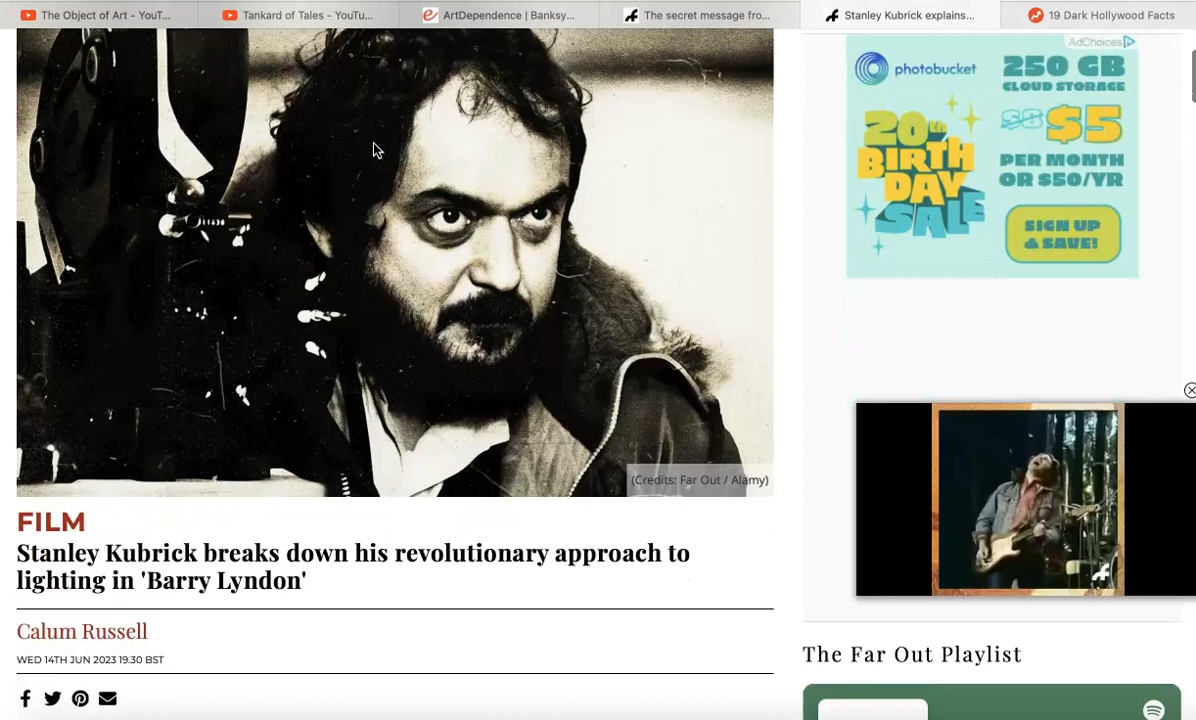 The Object of Art - YouT...
Tankard of Tales - YouTu...
ArtDependence | Banksy...
The secret message fro...
Stanley Kubrick explains...
19 Dark Hollywood Facts
AdChoices
photobucket
250 GB
CLOUD STORAGE
$8 $5
PER MONTH
OR $50/YR
20th
BIRTH
DAY
SALE
SIGN UP
& SAVE!
(Credits: Far Out / Alamy)
FILM
Stanley Kubrick breaks down his revolutionary approach to
lighting in 'Barry Lyndon'
Calum Russell
WED 14TH JUN 2023 19.30 BST
The Far Out Playlist